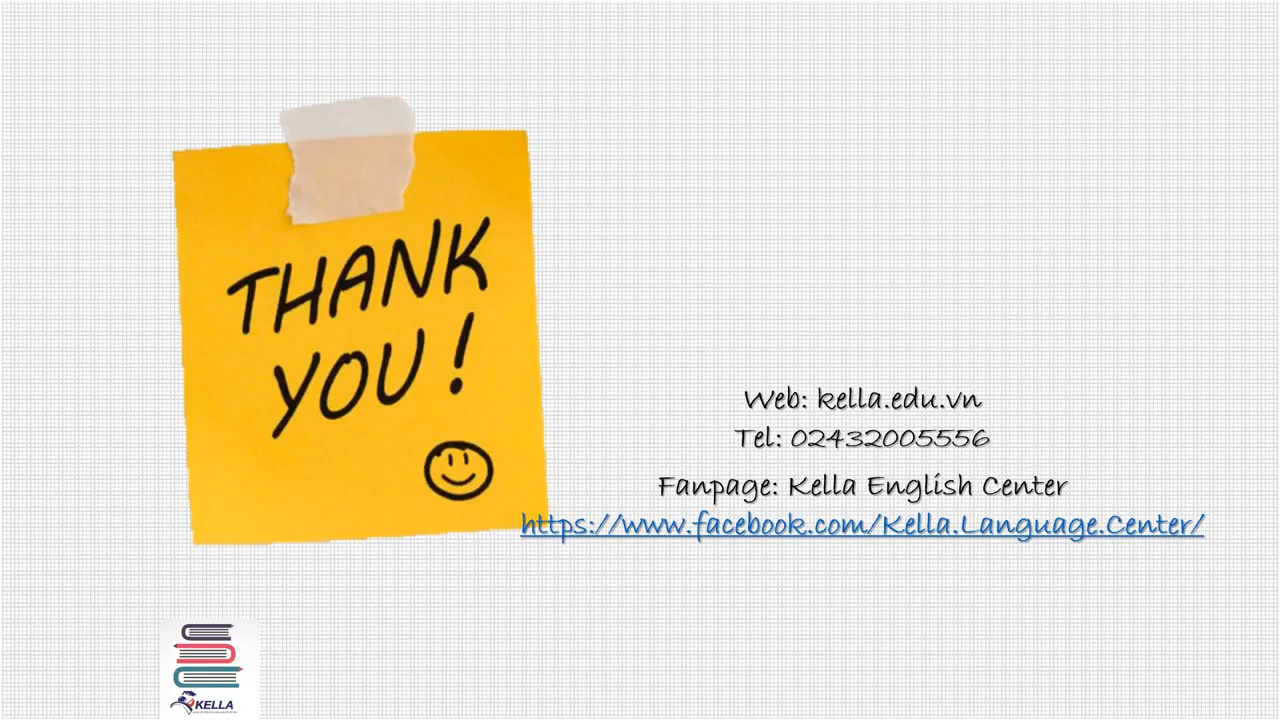 THANK
YOU!
Web: kella.edu.vn
Tel: 02432005556
Fanpage: Kella English Center
https://www.facebook.com/Kella.Language.Center/
KELLA